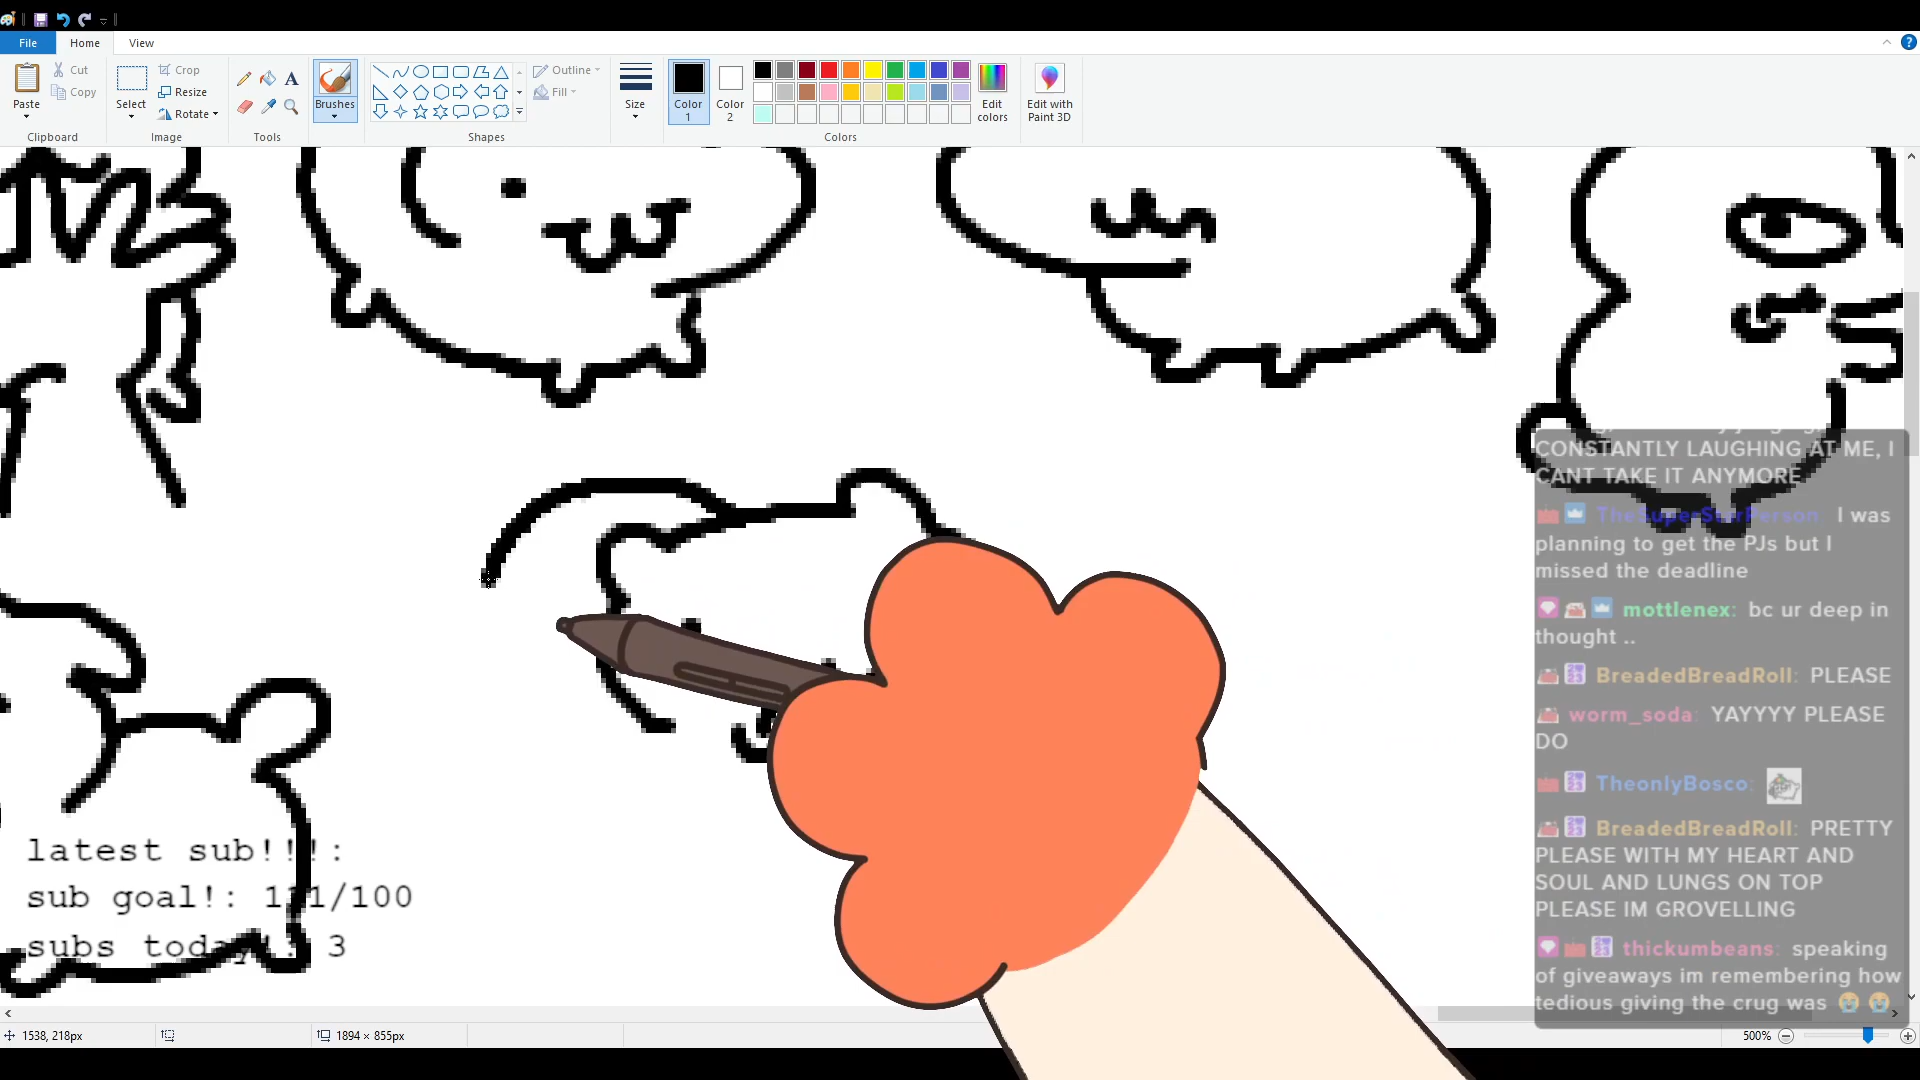 File
Home
View
Paste
Cut
Copy
Clipboard
Select
Crop
Resize
Rotate
Image
A
Tools
Brushes
Outline
Fill
Shapes
Size
Color
1
Color
2
Edit
colors
Colors
Edit with
Paint 3D
CONSTANTLY LAUGHING AT ME, I
CANT TAKE IT ANYMORE
TheSuperStarPerson: I was
planning to get the PJs but I
missed the deadline
mottlenex: bc ur deep in
thought ..
BreadedBreadRoll: PLEASE
worm_soda: YAYYYY PLEASE
DO
TheonlyBosco:
BreadedBreadRoll: PRETTY
PLEASE WITH MY HEART AND
SOUL AND LUNGS ON TOP
PLEASE IM GROVELLING
thickumbeans: speaking
of giveaways im remembering how
tedious giving the crug was 😭 😭
latest sub!!!:
sub goal!: 111/100
subs today!: 3
1538, 218px
1894 × 855px
500%